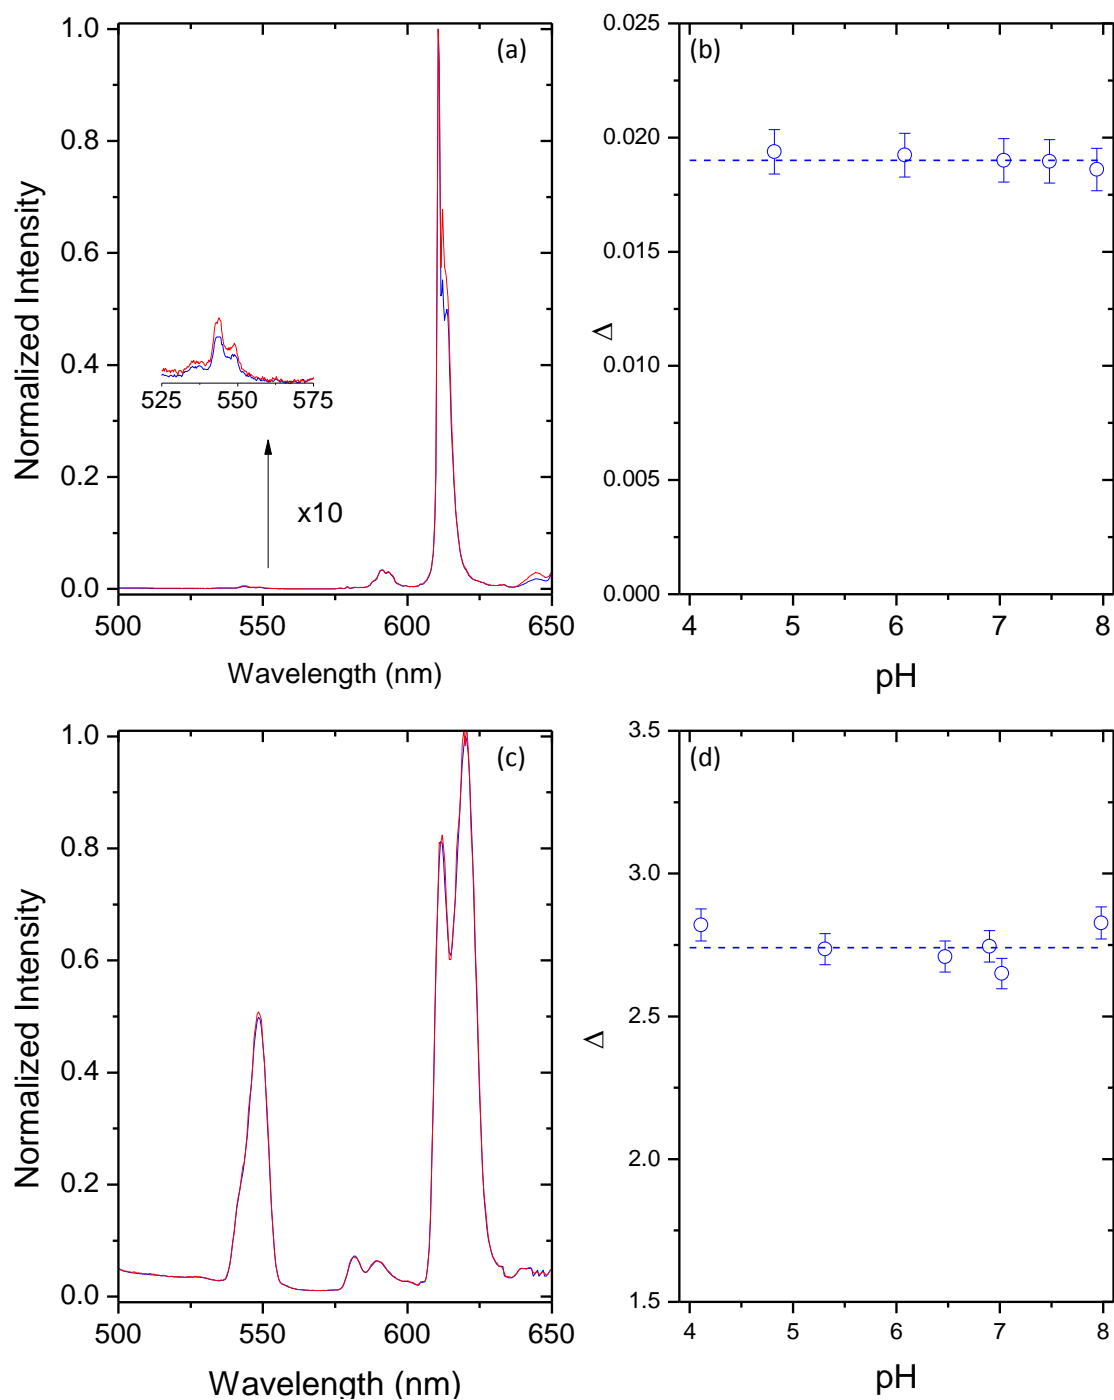 (a)
Normalized Intensity
1.0
0.8
0.6
0.4
0.2
0.0
525 550 575
x10
500 550 600 650
Wavelength (nm)
(b)
Δ
0.025
0.020
0.015
0.010
0.005
0.000
4 5 6 7 8
pH
(c)
Normalized Intensity
1.0
0.8
0.6
0.4
0.2
0.0
500 550 600 650
Wavelength (nm)
(d)
Δ
3.5
3.0
2.5
2.0
1.5
4 5 6 7 8
pH